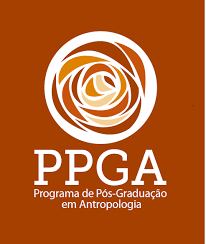 PPGA
Programa de Pós-Graduação
em Antropologia